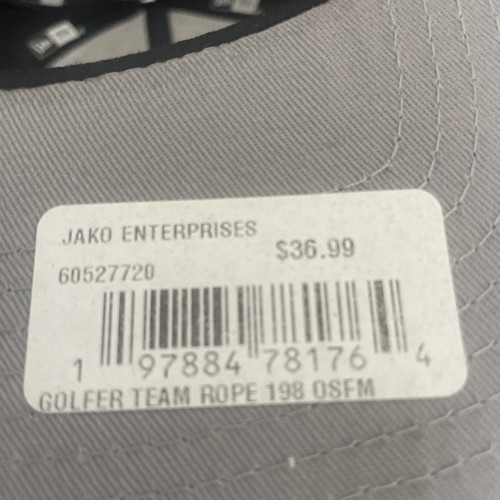 JAKO ENTERPRISES
$36.99
60527720
1 97884 78176 4
GOLFER TEAM ROPE 198 OSFM